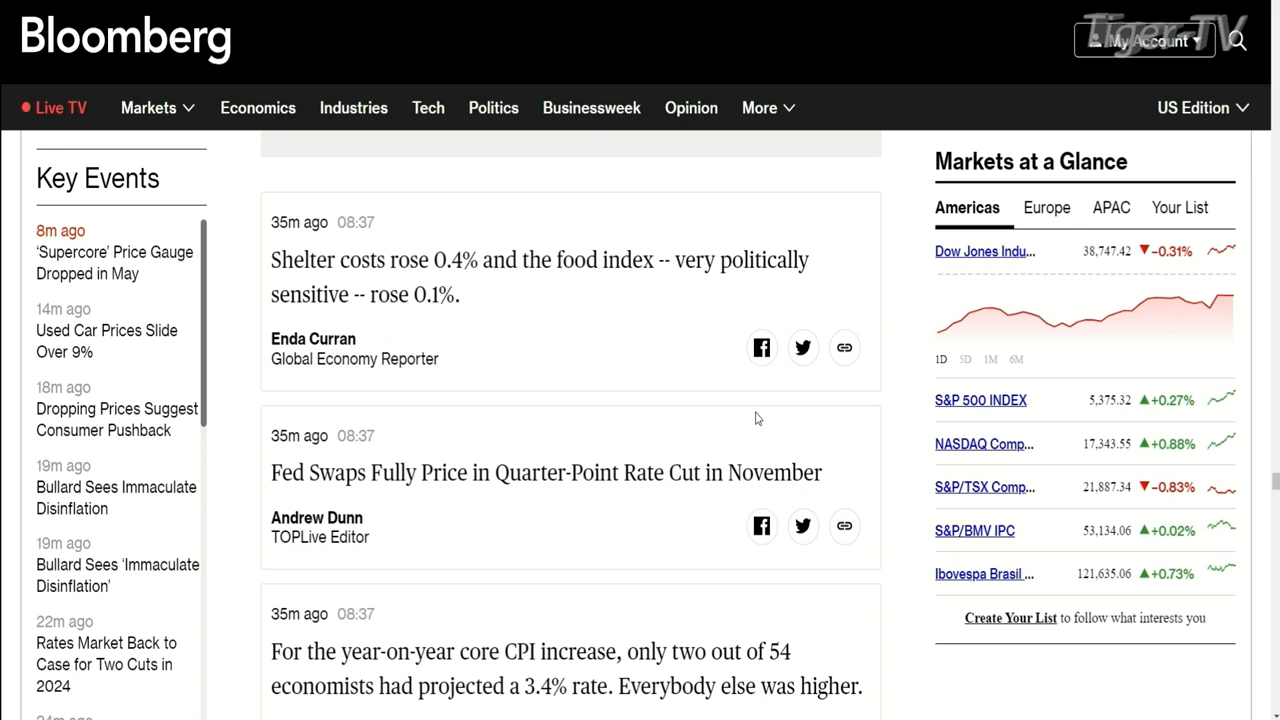 Bloomberg
Tiger-TV
My Account
Live TV
Markets
Economics
Industries
Tech
Politics
Businessweek
Opinion
More
US Edition
Key Events
8m ago
‘Supercore’ Price Gauge
Dropped in May
14m ago
Used Car Prices Slide
Over 9%
18m ago
Dropping Prices Suggest
Consumer Pushback
19m ago
Bullard Sees Immaculate
Disinflation
19m ago
Bullard Sees ‘Immaculate
Disinflation’
22m ago
Rates Market Back to
Case for Two Cuts in
2024
24m ago
35m ago 08:37
Shelter costs rose 0.4% and the food index -- very politically
sensitive -- rose 0.1%.
Enda Curran
Global Economy Reporter
35m ago 08:37
Fed Swaps Fully Price in Quarter-Point Rate Cut in November
Andrew Dunn
TOPLive Editor
35m ago 08:37
For the year-on-year core CPI increase, only two out of 54
economists had projected a 3.4% rate. Everybody else was higher.
Markets at a Glance
Americas Europe APAC Your List
Dow Jones Indu... 38,747.42 ▼−0.31%
1D 5D 1M 6M
S&P 500 INDEX 5,375.32 ▲+0.27%
NASDAQ Comp... 17,343.55 ▲+0.88%
S&P/TSX Comp... 21,887.34 ▼−0.83%
S&P/BMV IPC 53,134.06 ▲+0.02%
Ibovespa Brasil ... 121,635.06 ▲+0.73%
Create Your List to follow what interests you